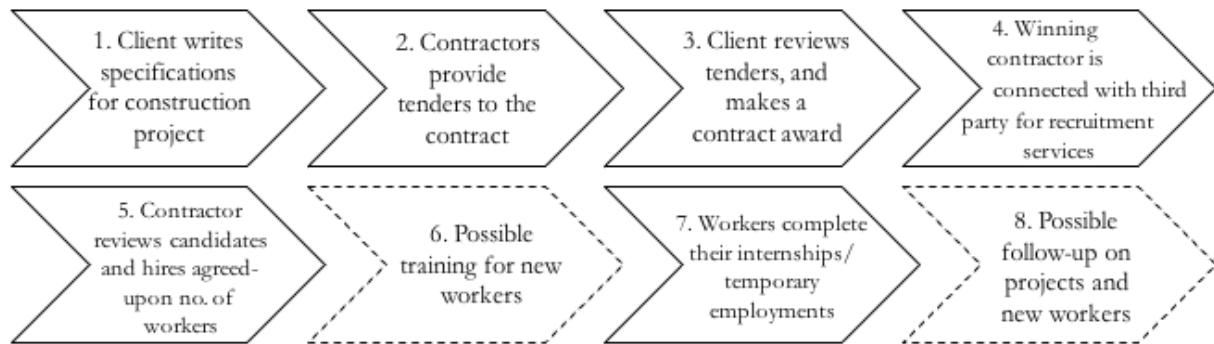 1. Client writes
specifications
for construction
project
2. Contractors
provide
tenders to the
contract
3. Client reviews
tenders, and
makes a
contract award
4. Winning
contractor is
connected with third
party for recruitment
services
5. Contractor
reviews candidates
and hires agreed-
upon no. of
workers
6. Possible
training for new
workers
7. Workers complete
their internships/
temporary
employments
8. Possible
follow-up on
projects and
new workers